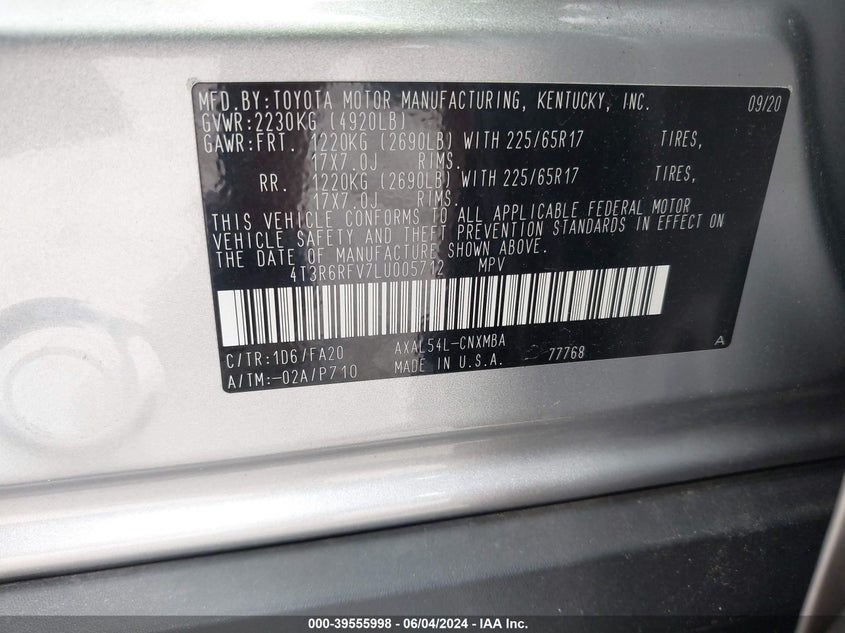 MFD.BY:TOYOTA MOTOR MANUFACTURING, KENTUCKY, INC. 09/20
GVWR:2230KG (4920LB)
GAWR:FRT. 1220KG (2690LB) WITH 225/65R17 TIRES,
17X7.0J RIMS.
RR. 1220KG (2690LB) WITH 225/65R17 TIRES,
17X7.0J RIMS.
THIS VEHICLE CONFORMS TO ALL APPLICABLE FEDERAL MOTOR
VEHICLE SAFETY AND THEFT PREVENTION STANDARDS IN EFFECT ON
THE DATE OF MANUFACTURE SHOWN ABOVE.
4T3R6RFV7LU005712 MPV
C/TR:1D6/FA20 AXAL54L-CNXMBA A
A/TM:-02A/P710 MADE IN U.S.A. 77768
000-39555998 - 06/04/2024 - IAA Inc.